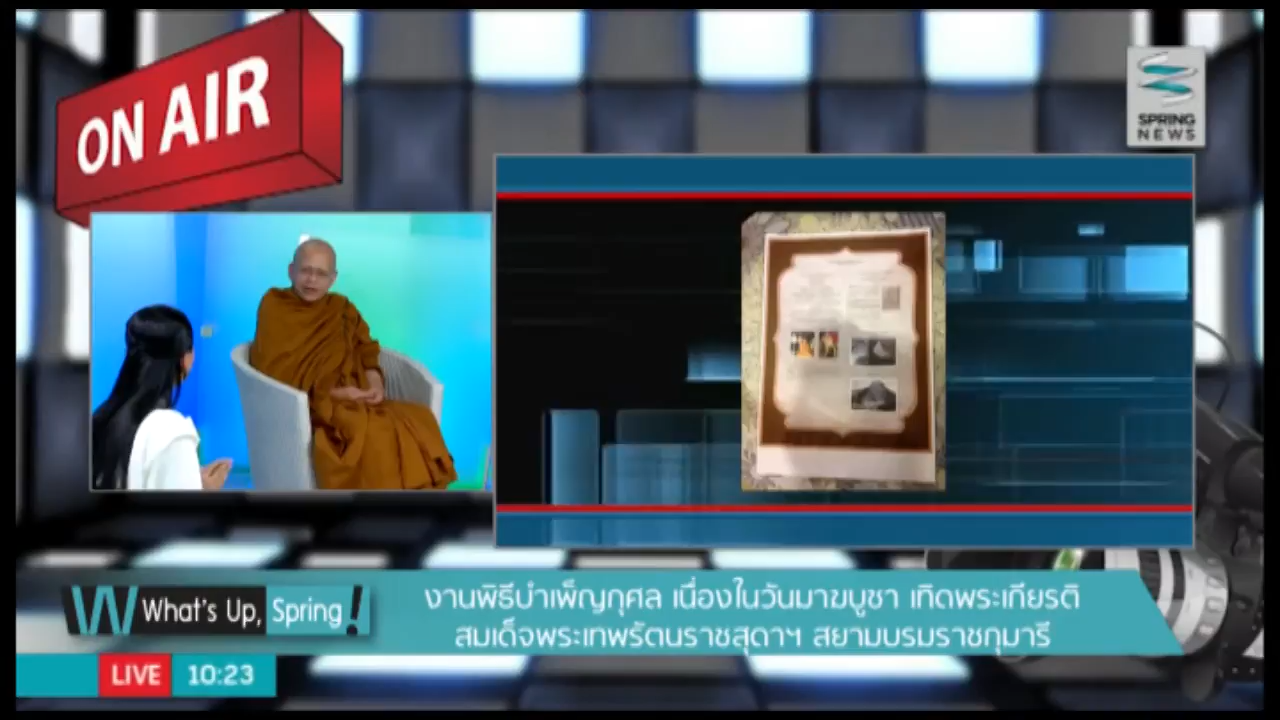 ON AIR
SPRING
NEWS
What's Up, Spring!
งานพิธีบำเพ็ญกุศล เนื่องในวันมาฆบูชา เทิดพระเกียรติ
สมเด็จพระเทพรัตนราชสุดาฯ สยามบรมราชกุมารี
LIVE 10:23